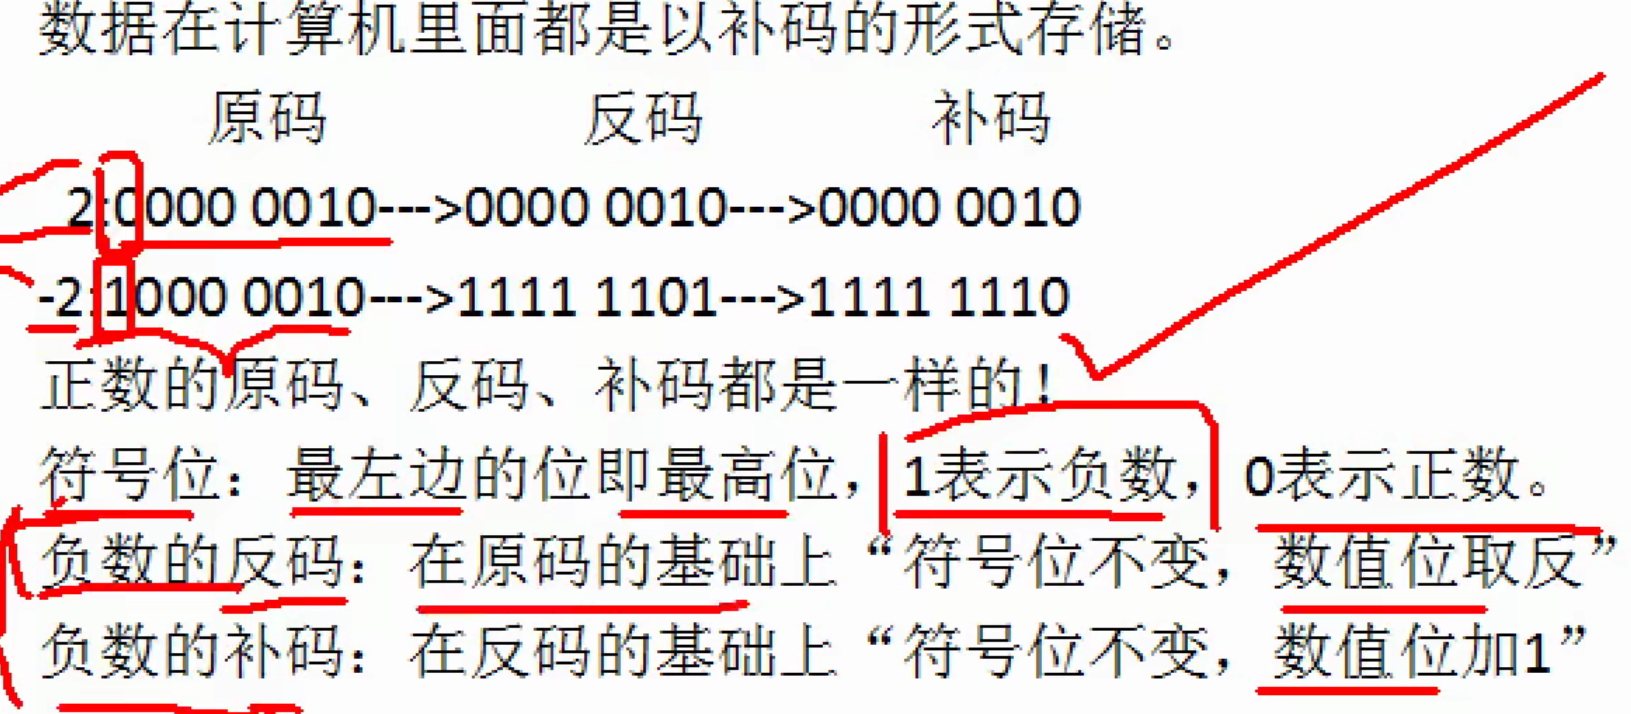 数据在计算机里面都是以补码的形式存储。
原码 反码 补码
2:0000 0010--->0000 0010--->0000 0010
-2:1000 0010--->1111 1101--->1111 1110
正数的原码、反码、补码都是一样的！
符号位：最左边的位即最高位，1表示负数，0表示正数。
负数的反码：在原码的基础上“符号位不变，数值位取反”
负数的补码：在反码的基础上“符号位不变，数值位加1”